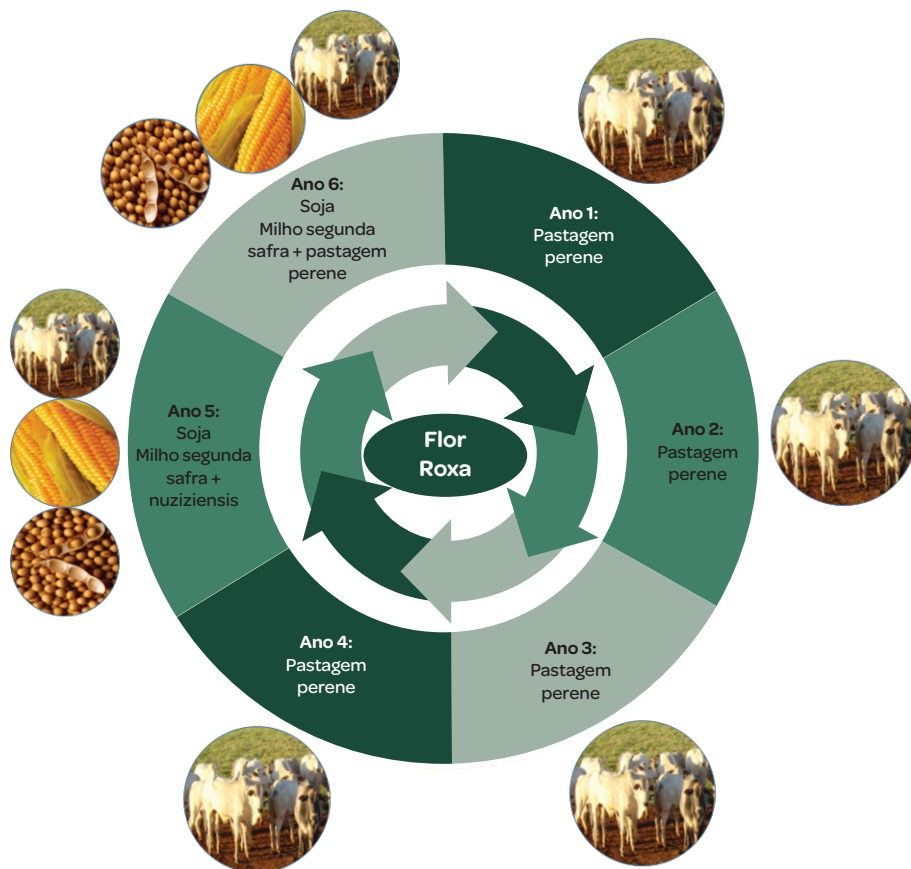 Ano 1:
Pastagem
perene
Ano 2:
Pastagem
perene
Ano 3:
Pastagem
perene
Ano 4:
Pastagem
perene
Ano 5:
Soja
Milho segunda
safra +
nuziziensis
Ano 6:
Soja
Milho segunda
safra + pastagem
perene
Flor
Roxa